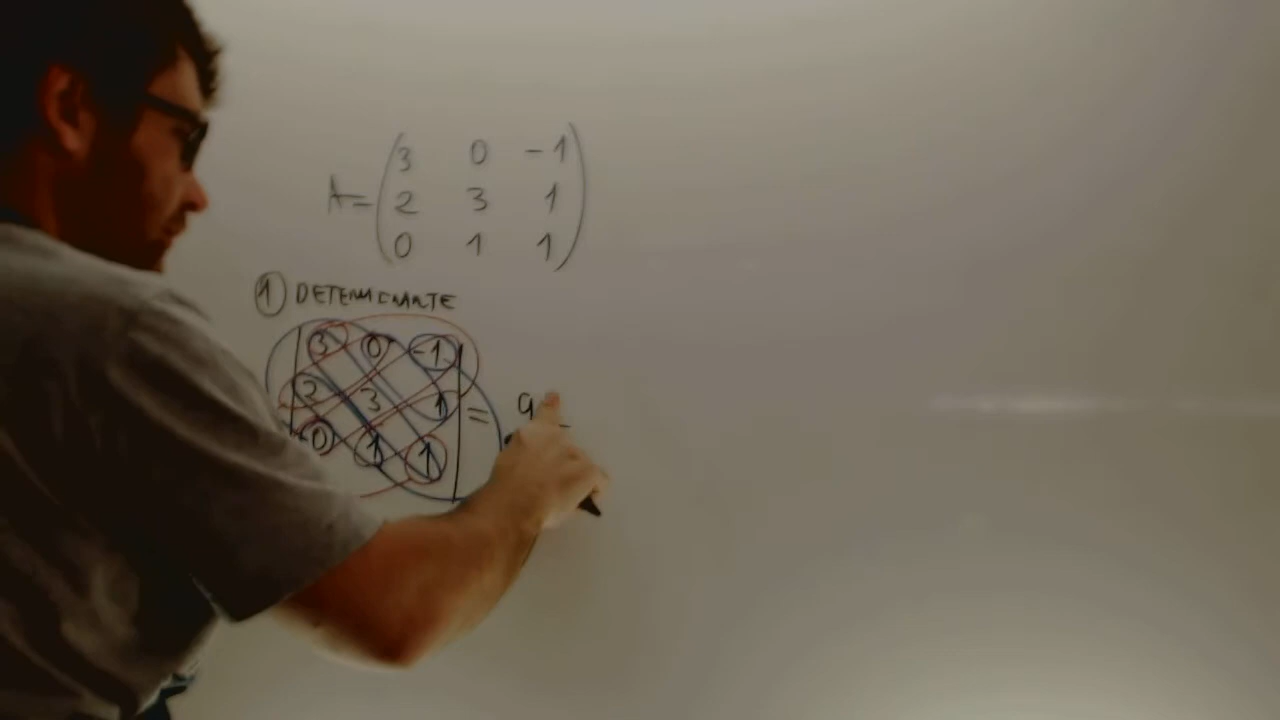 A = ( 3 0 -1
2 3 1
0 1 1 )
① DETERMINANTE
| 3 0 -1 |
| 2 3 1 | = 9
| 0 1 1 |